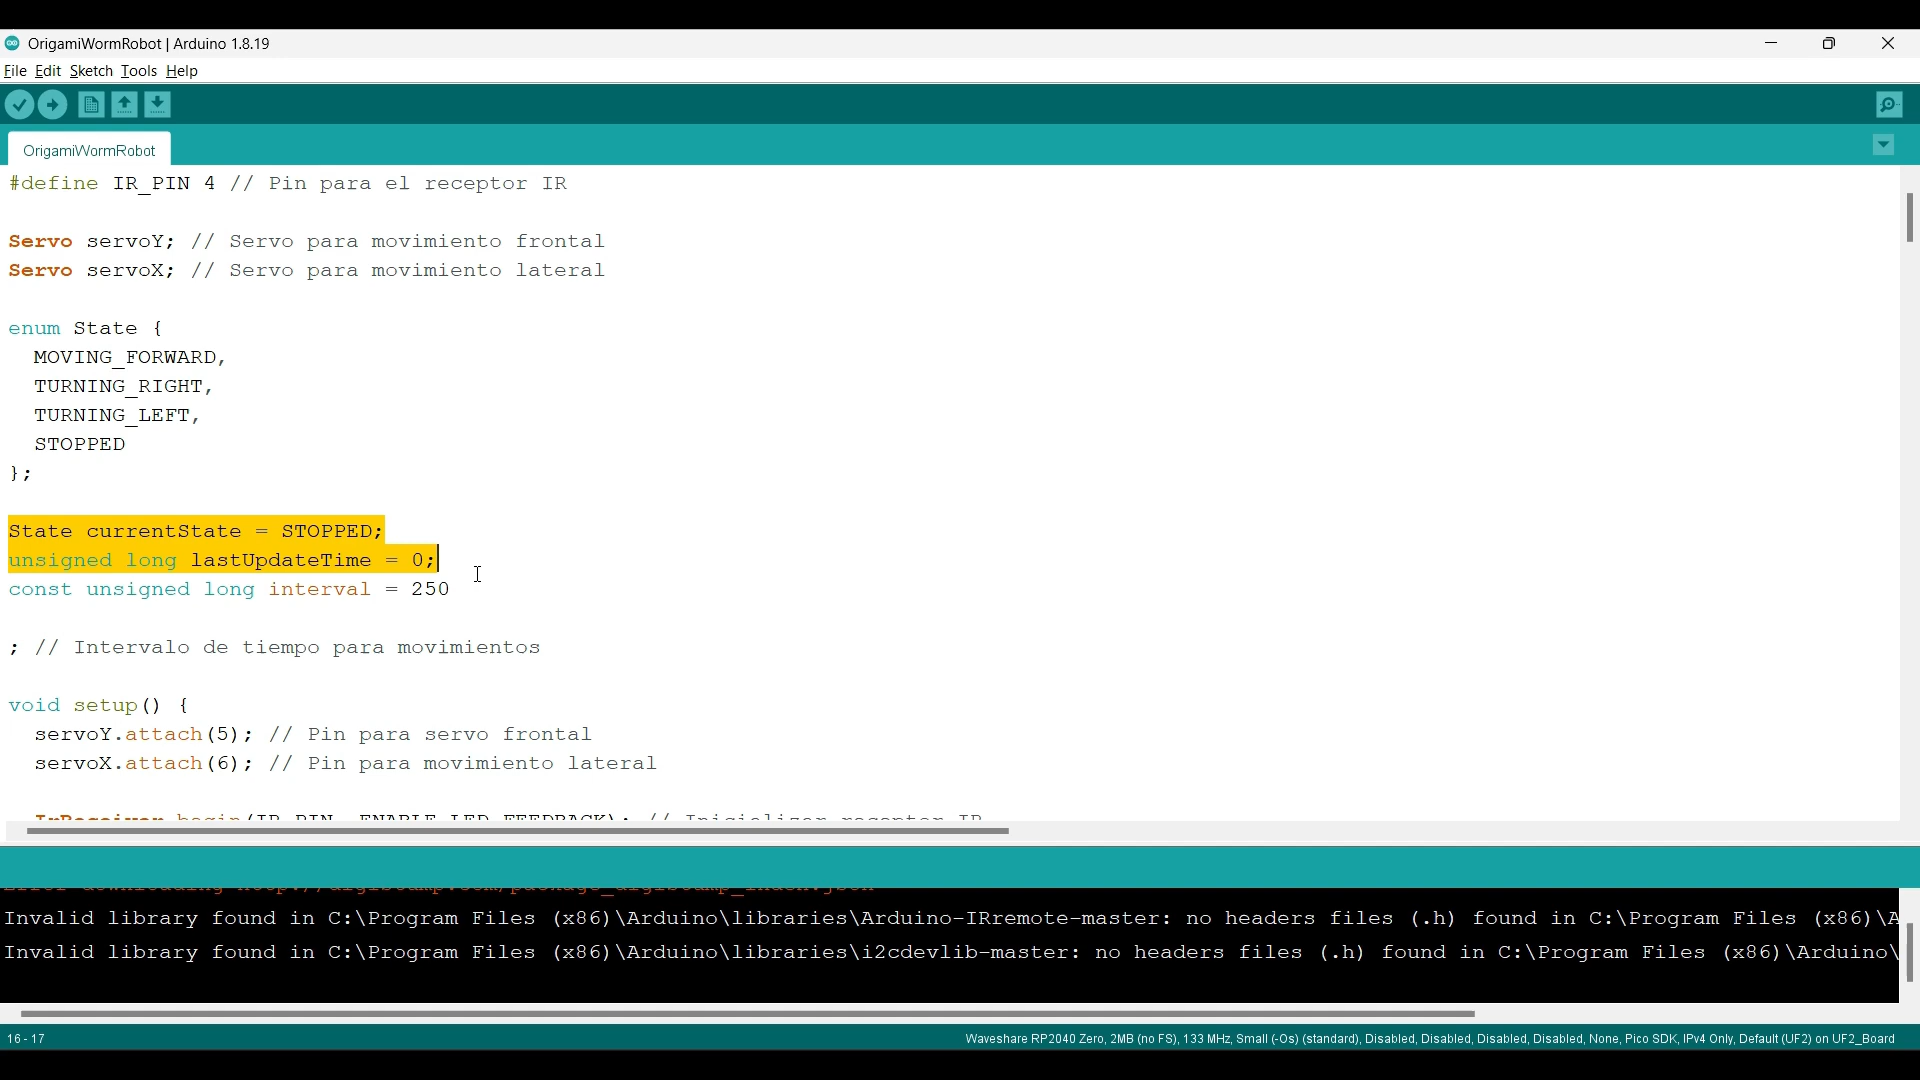 OrigamiWormRobot | Arduino 1.8.19
File Edit Sketch Tools Help
OrigamiWormRobot
#define IR_PIN 4 // Pin para el receptor IR
Servo servoY; // Servo para movimiento frontal
Servo servoX; // Servo para movimiento lateral
enum State {
MOVING_FORWARD,
TURNING_RIGHT,
TURNING_LEFT,
STOPPED
};
State currentState = STOPPED;
unsigned long lastUpdateTime = 0;
const unsigned long interval = 250
; // Intervalo de tiempo para movimientos
void setup() {
servoY.attach(5); // Pin para servo frontal
servoX.attach(6); // Pin para movimiento lateral
IrReceiver.begin(IR_PIN, ENABLE_LED_FEEDBACK); // Inicializar receptor IR
Invalid library found in C:\Program Files (x86)\Arduino\libraries\Arduino-IRremote-master: no headers files (.h) found in C:\Program Files (x86)\A
Invalid library found in C:\Program Files (x86)\Arduino\libraries\i2cdevlib-master: no headers files (.h) found in C:\Program Files (x86)\Arduino\
16 - 17
Waveshare RP2040 Zero, 2MB (no FS), 133 MHz, Small (-Os) (standard), Disabled, Disabled, Disabled, Disabled, None, Pico SDK, IPv4 Only, Default (UF2) on UF2_Board